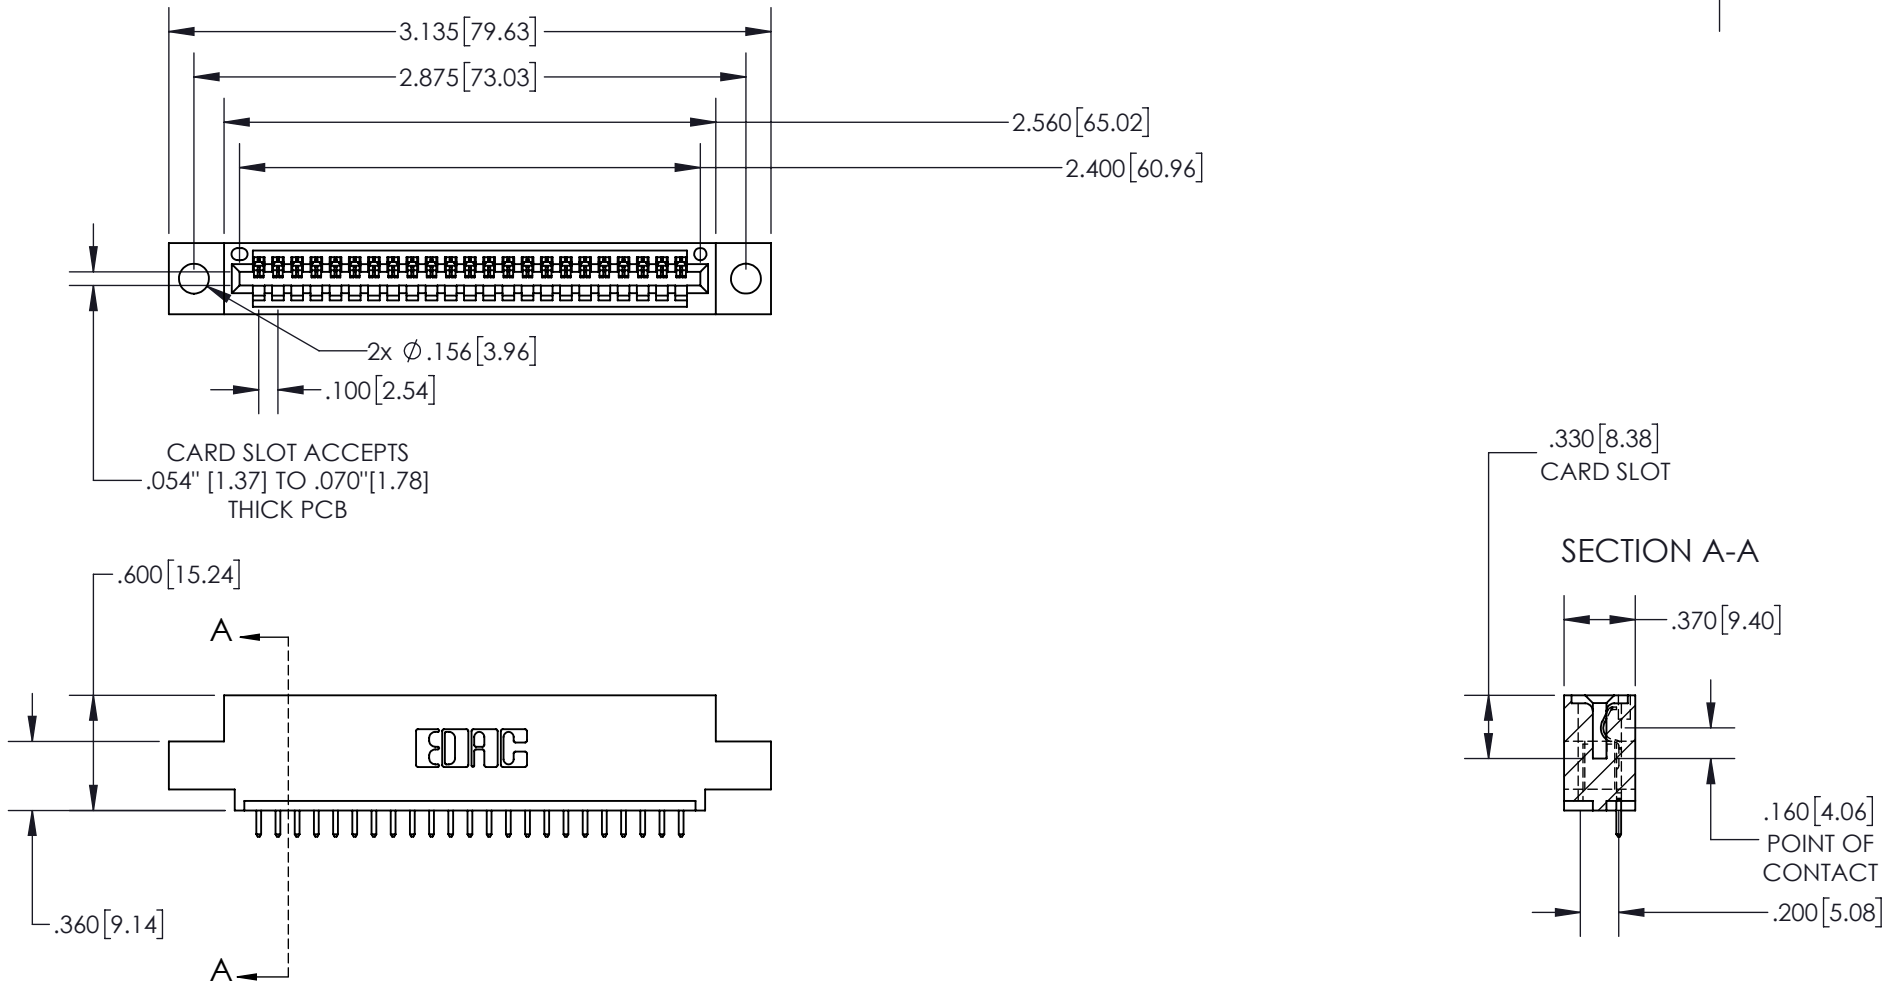 3.135[79.63]
2.875[73.03]
2.560[65.02]
2.400[60.96]
2x Ø.156[3.96]
.100[2.54]
CARD SLOT ACCEPTS
.054" [1.37] TO .070"[1.78]
THICK PCB
.330[8.38]
CARD SLOT
SECTION A-A
.600[15.24]
A
.370[9.40]
EDAC
.160[4.06]
POINT OF
CONTACT
.200[5.08]
.360[9.14]
A